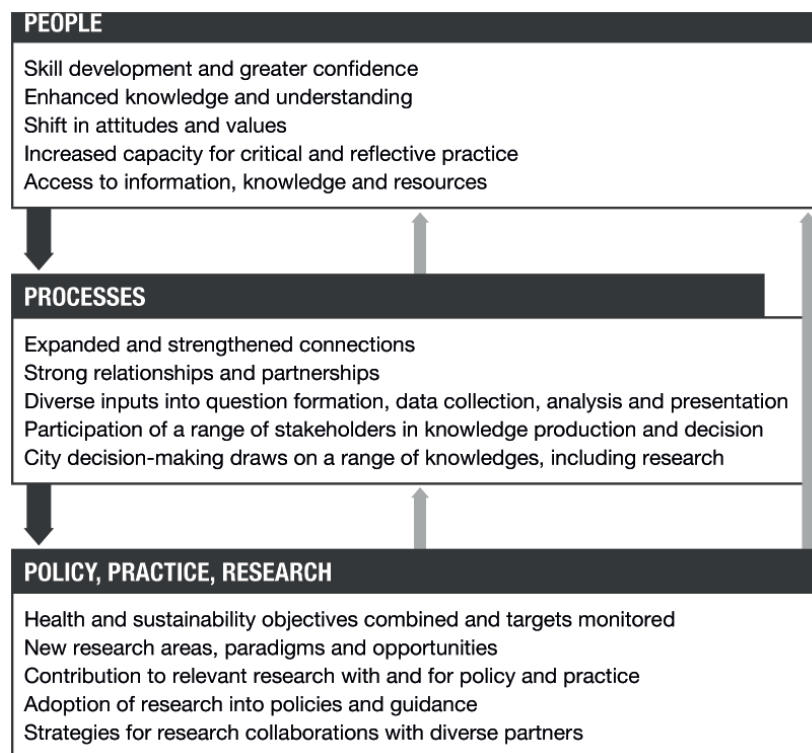 PEOPLE
Skill development and greater confidence
Enhanced knowledge and understanding
Shift in attitudes and values
Increased capacity for critical and reflective practice
Access to information, knowledge and resources
PROCESSES
Expanded and strengthened connections
Strong relationships and partnerships
Diverse inputs into question formation, data collection, analysis and presentation
Participation of a range of stakeholders in knowledge production and decision
City decision-making draws on a range of knowledges, including research
POLICY, PRACTICE, RESEARCH
Health and sustainability objectives combined and targets monitored
New research areas, paradigms and opportunities
Contribution to relevant research with and for policy and practice
Adoption of research into policies and guidance
Strategies for research collaborations with diverse partners